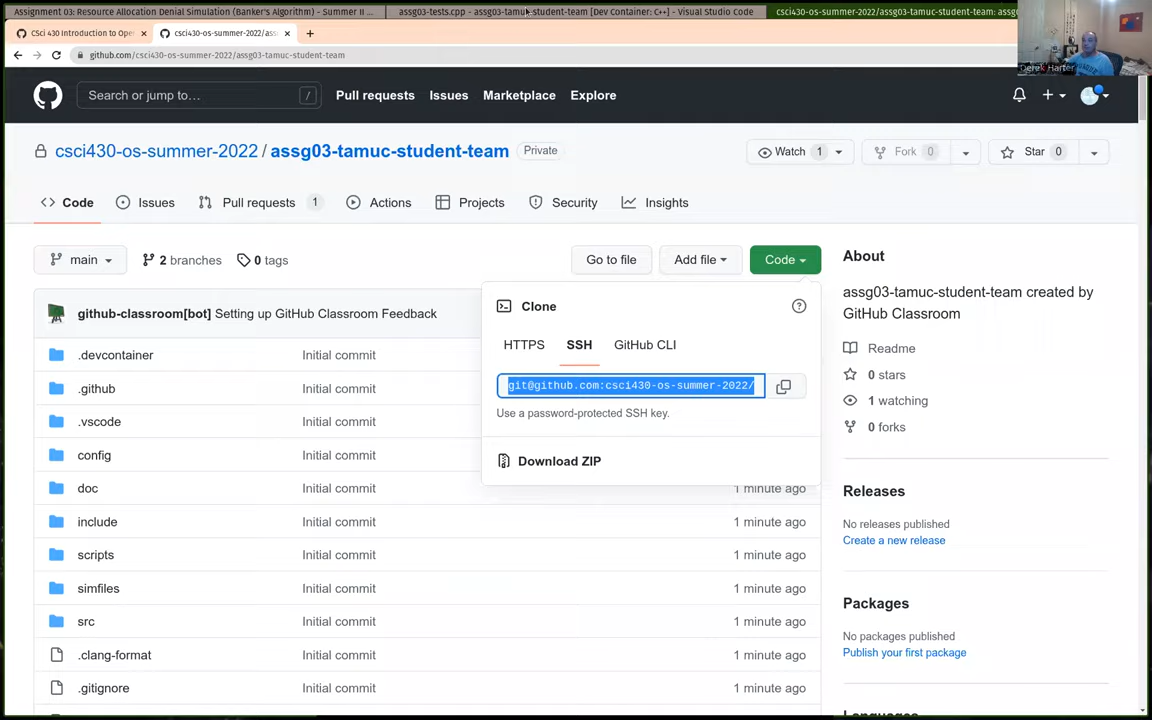 Assignment 03: Resource Allocation Denial Simulation (Banker's Algorithm) - Summer II ...
assg03-tests.cpp - assg03-tamuc-student-team [Dev Container: C++] - Visual Studio Code
csci430-os-summer-2022/assg03-tamuc-student-team: assg
CSci 430 Introduction to Ope
csci430-os-summer-2022/ass
github.com/csci430-os-summer-2022/assg03-tamuc-student-team
Derek Harter
Search or jump to...
/
Pull requests
Issues
Marketplace
Explore
csci430-os-summer-2022 / assg03-tamuc-student-team
Private
Watch 1
Fork 0
Star 0
Code
Issues
Pull requests 1
Actions
Projects
Security
Insights
main
2 branches
0 tags
Go to file
Add file
Code
github-classroom[bot] Setting up GitHub Classroom Feedback
.devcontainer Initial commit
.github Initial commit
.vscode Initial commit
config Initial commit
doc Initial commit 1 minute ago
include Initial commit 1 minute ago
scripts Initial commit 1 minute ago
simfiles Initial commit 1 minute ago
src Initial commit 1 minute ago
.clang-format Initial commit 1 minute ago
.gitignore Initial commit 1 minute ago
Clone
HTTPS
SSH
GitHub CLI
git@github.com:csci430-os-summer-2022/
Use a password-protected SSH key.
Download ZIP
About
assg03-tamuc-student-team created by
GitHub Classroom
Readme
0 stars
1 watching
0 forks
Releases
No releases published
Create a new release
Packages
No packages published
Publish your first package
Languages